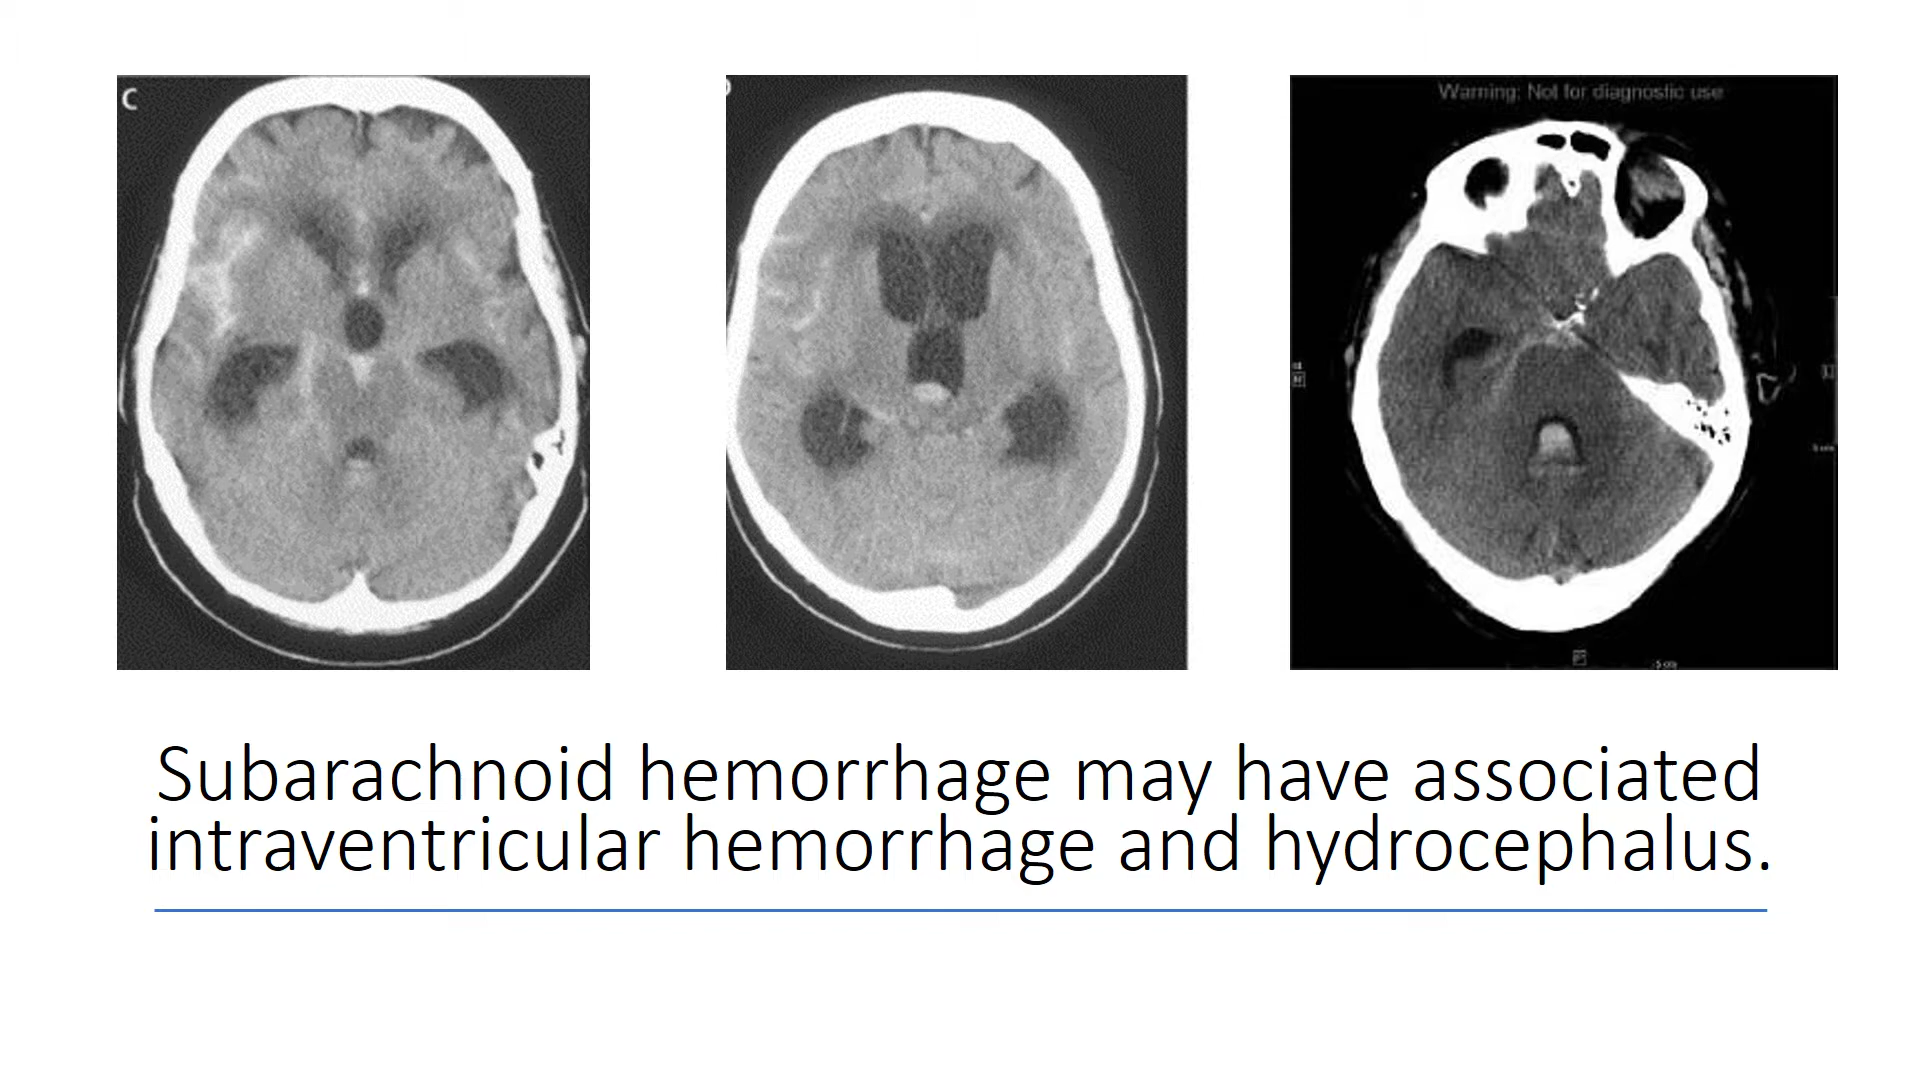 C
Warning: Not for diagnostic use
Subarachnoid hemorrhage may have associated
intraventricular hemorrhage and hydrocephalus.